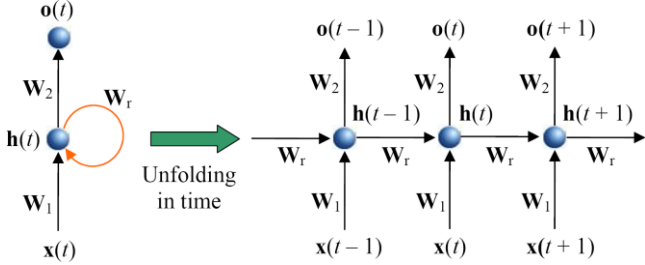 o(t)
W2
Wr
h(t)
W1
x(t)
Unfolding
in time
o(t − 1) o(t) o(t + 1)
W2 W2 W2
h(t − 1) h(t) h(t + 1)
Wr Wr Wr Wr
W1 W1 W1
x(t − 1) x(t) x(t + 1)